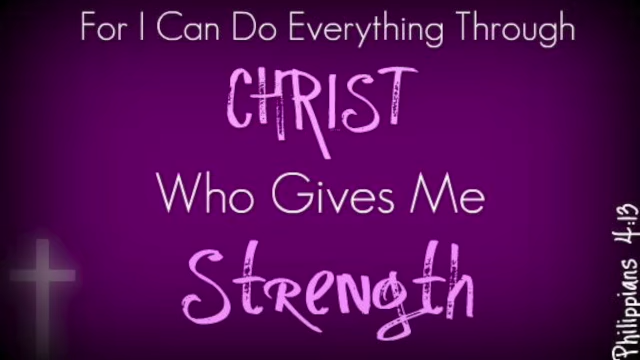 For I Can Do Everything Through
CHRIST
Who Gives Me
Strength
Philippians 4:13